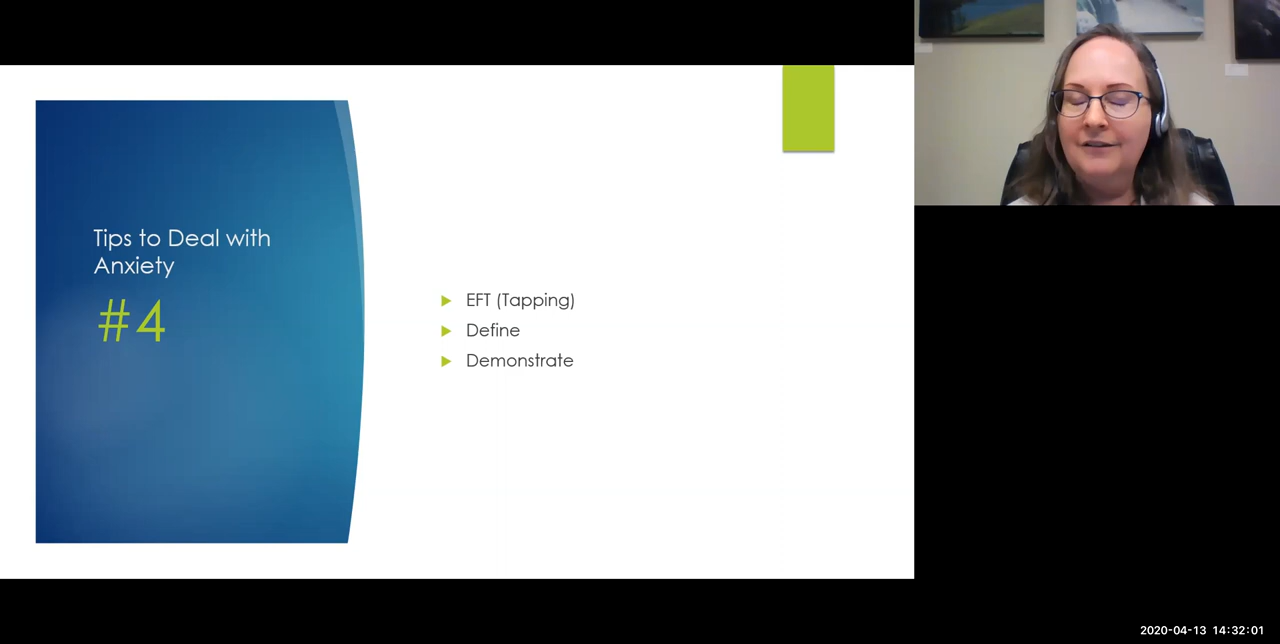 Tips to Deal with
Anxiety
#4
EFT (Tapping)
Define
Demonstrate
2020-04-13 14:32:01